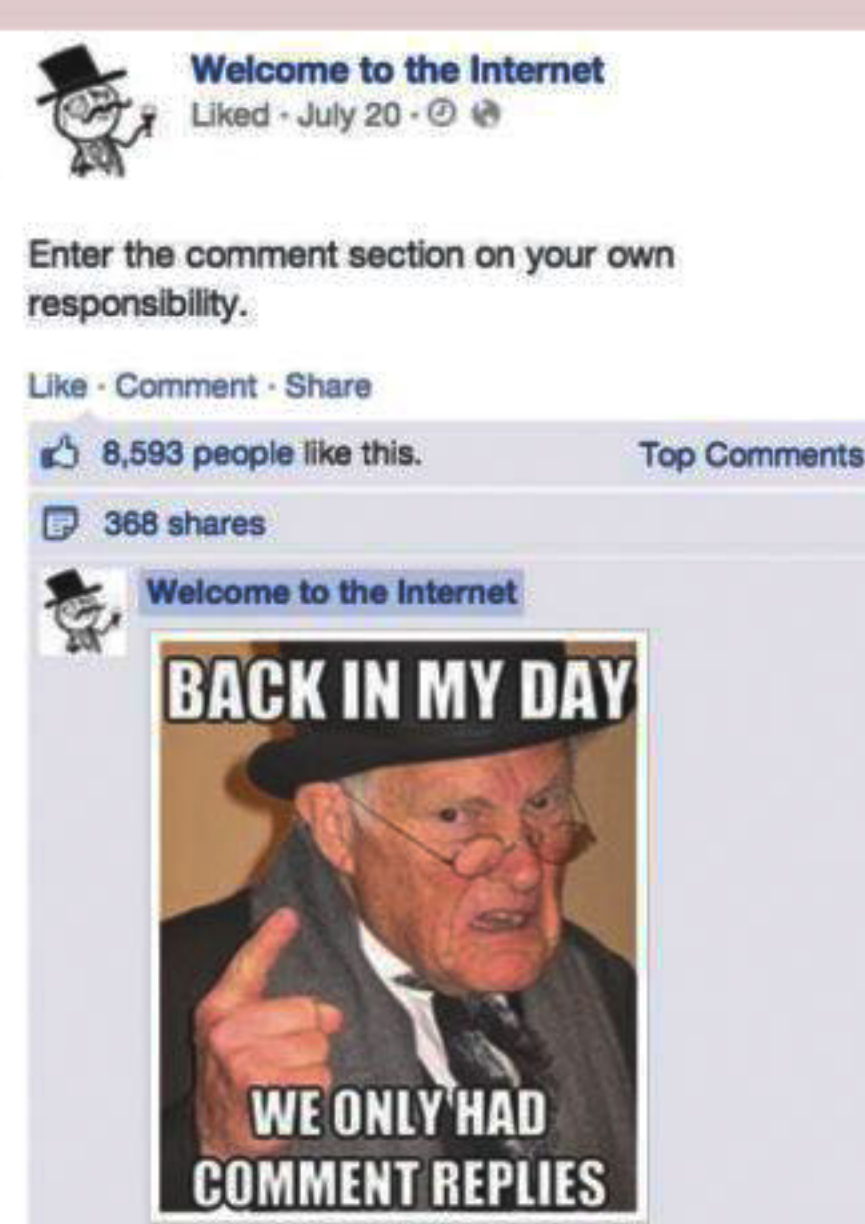 Welcome to the Internet
Liked · July 20 ·
Enter the comment section on your own
responsibility.
Like · Comment · Share
8,593 people like this.
Top Comments
368 shares
Welcome to the Internet
BACK IN MY DAY
WE ONLY HAD
COMMENT REPLIES